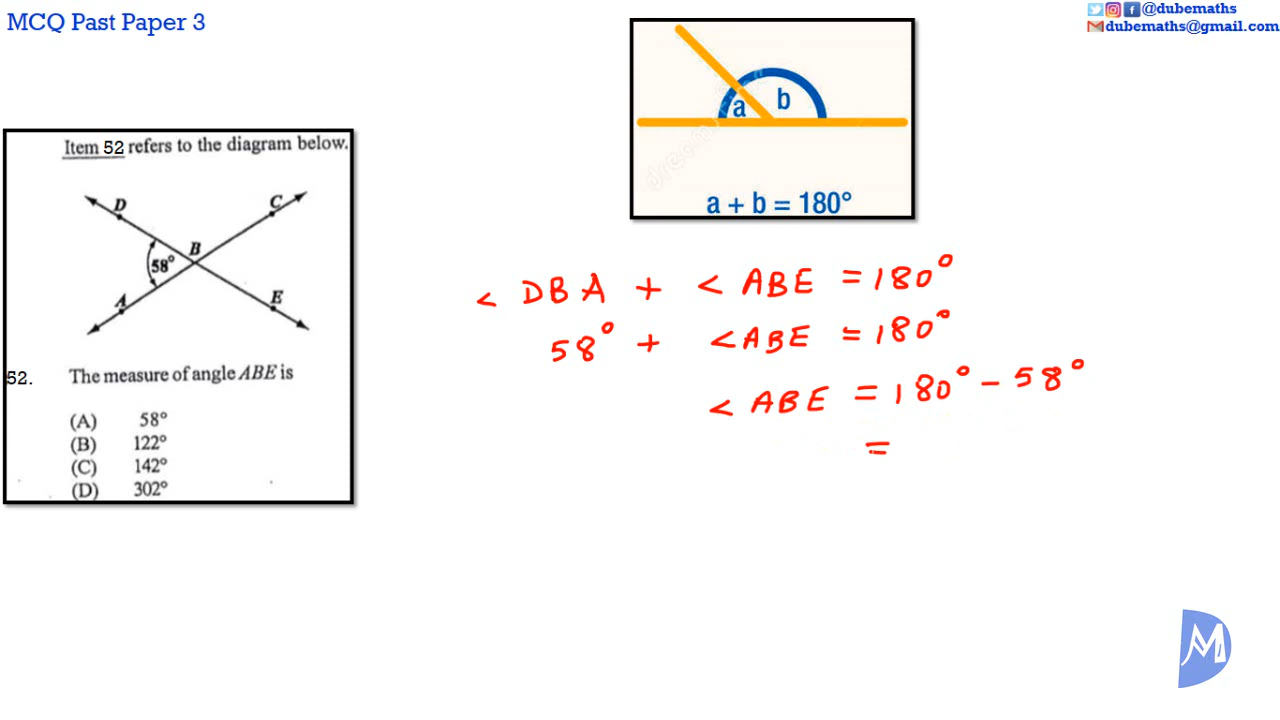 MCQ Past Paper 3
@dubemaths
dubemaths@gmail.com
a
b
a + b = 180°
Item 52 refers to the diagram below.
D
C
B
58°
A
E
52. The measure of angle ABE is
(A) 58°
(B) 122°
(C) 142°
(D) 302°
< DBA + < ABE = 180°
58° + < ABE = 180°
< ABE = 180° - 58°
=
M